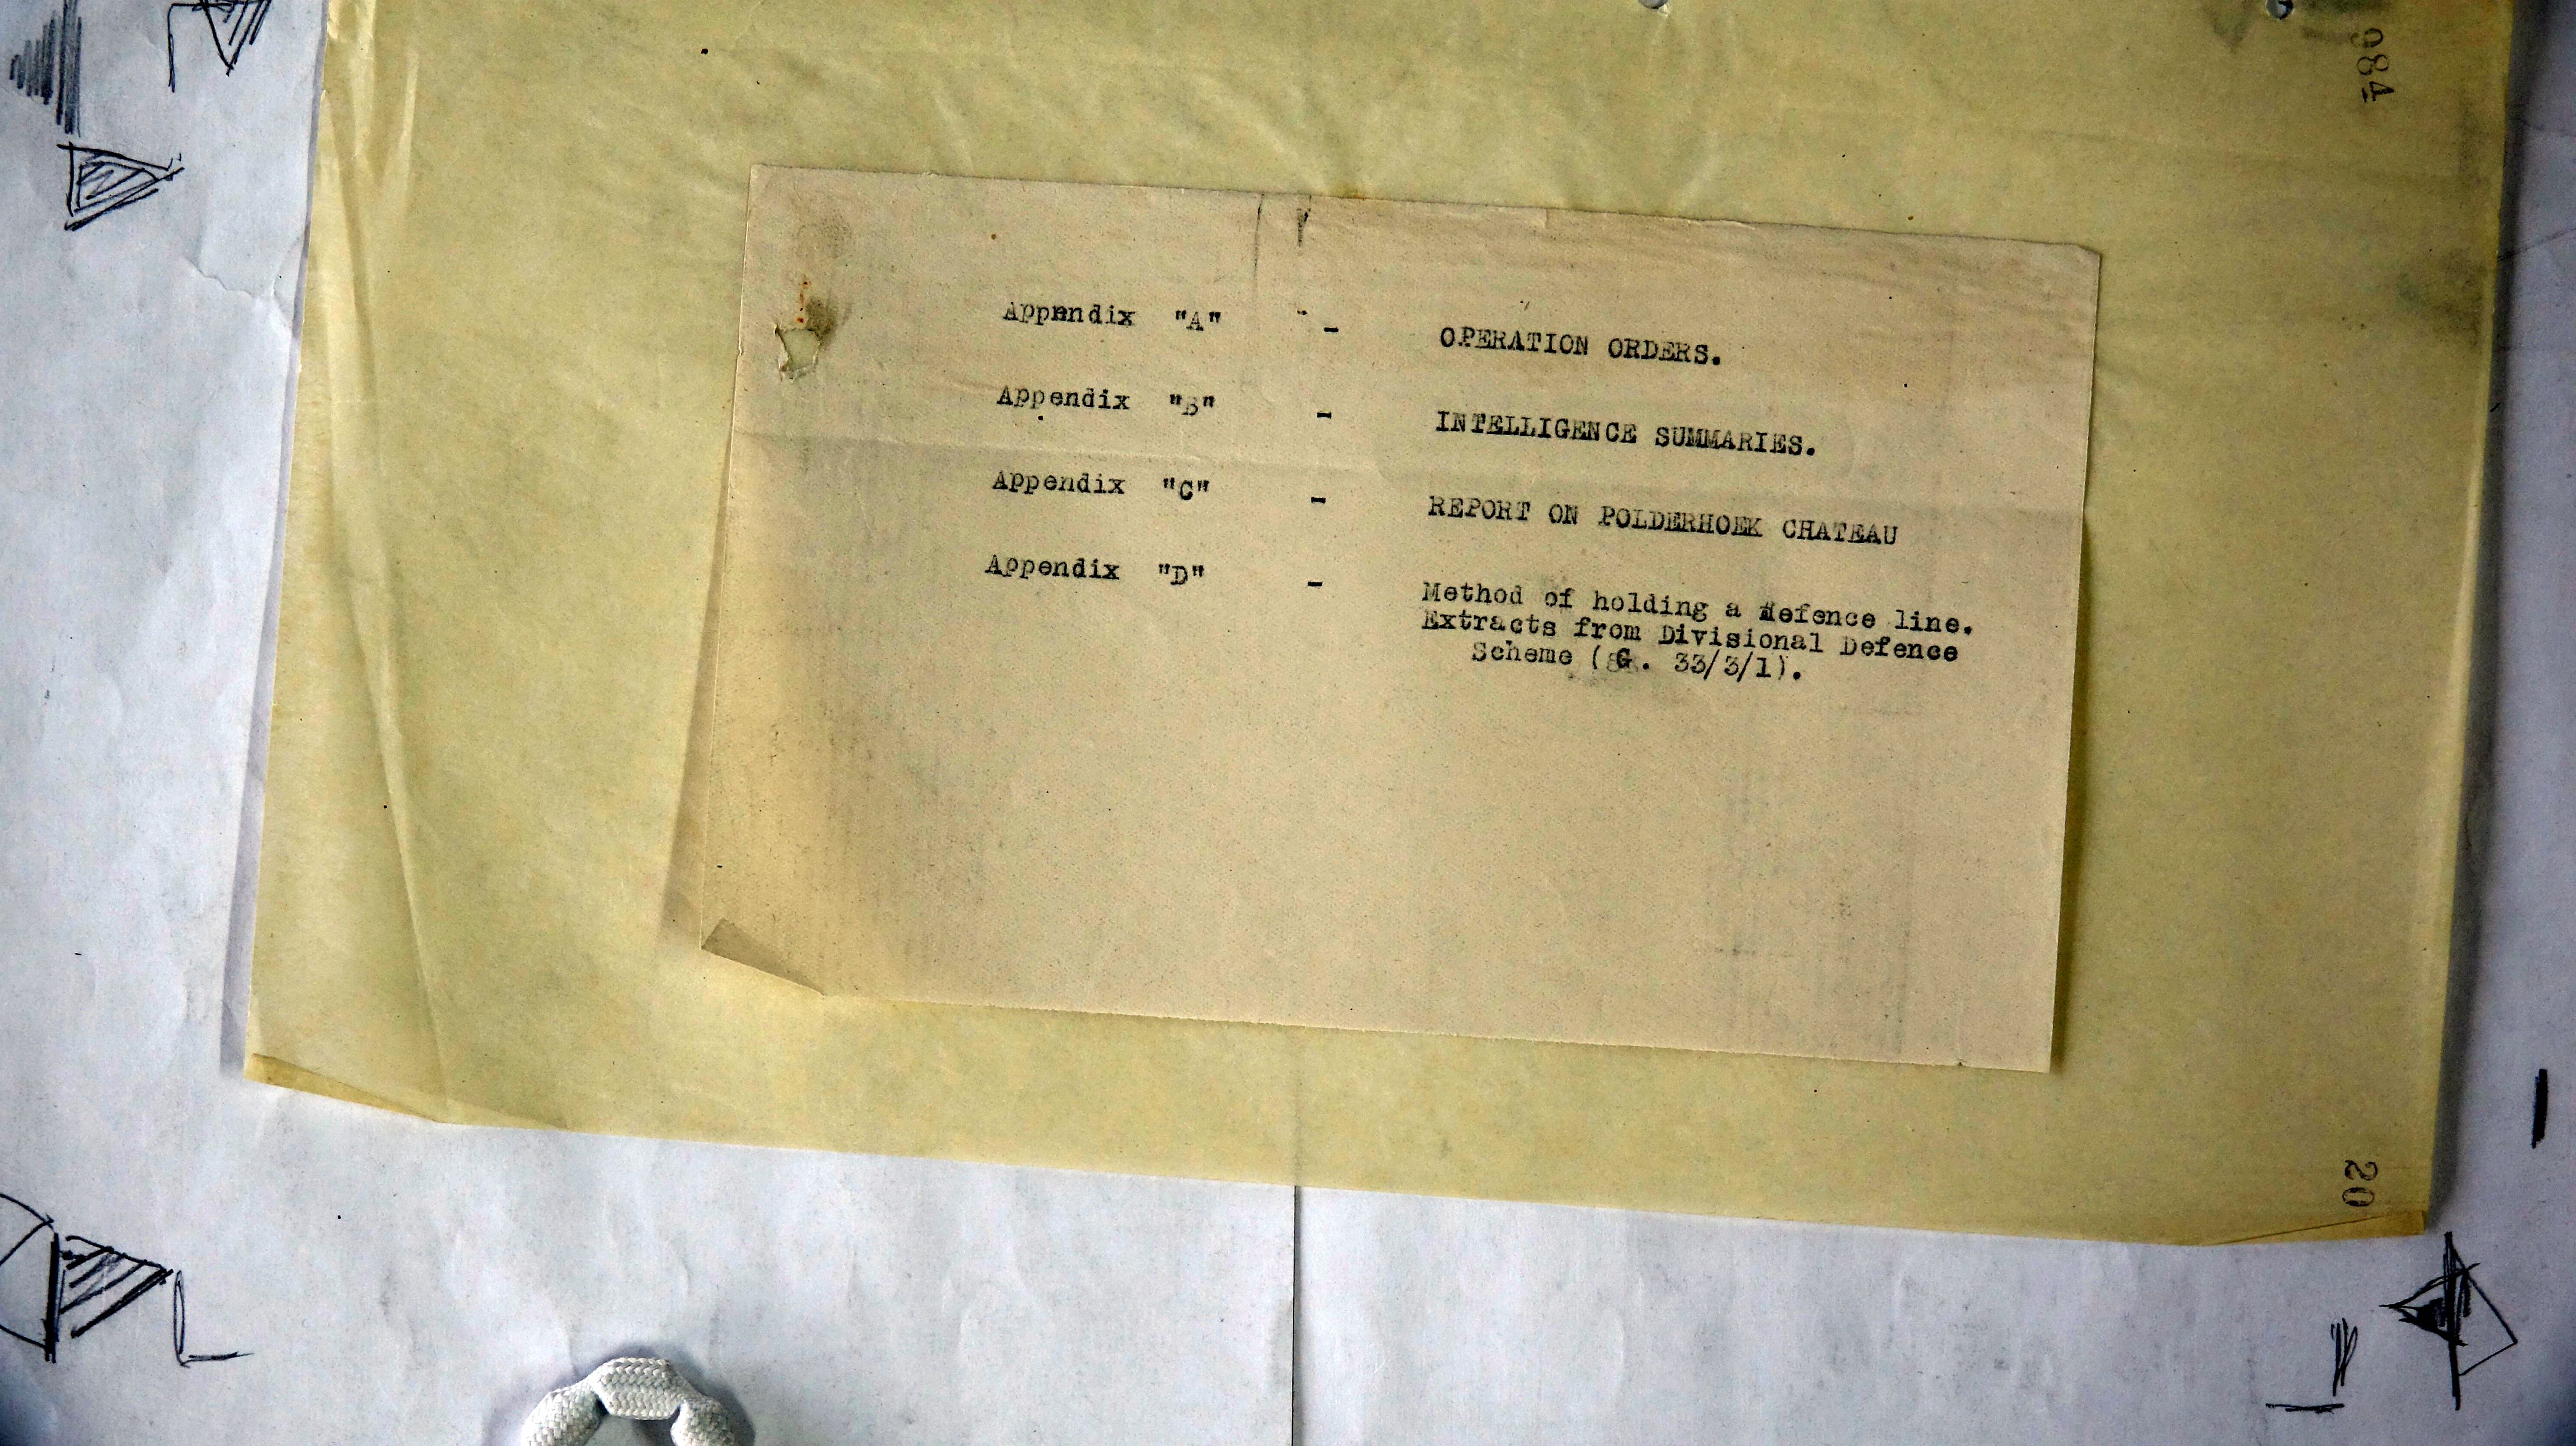 984
Appendix "A" - OPERATION ORDERS.
Appendix "B" - INTELLIGENCE SUMMARIES.
Appendix "C" - REPORT ON POLDERHOEK CHATEAU
Appendix "D" - Method of holding a defence line.
Extracts from Divisional Defence
Scheme (G. 33/3/1).
20